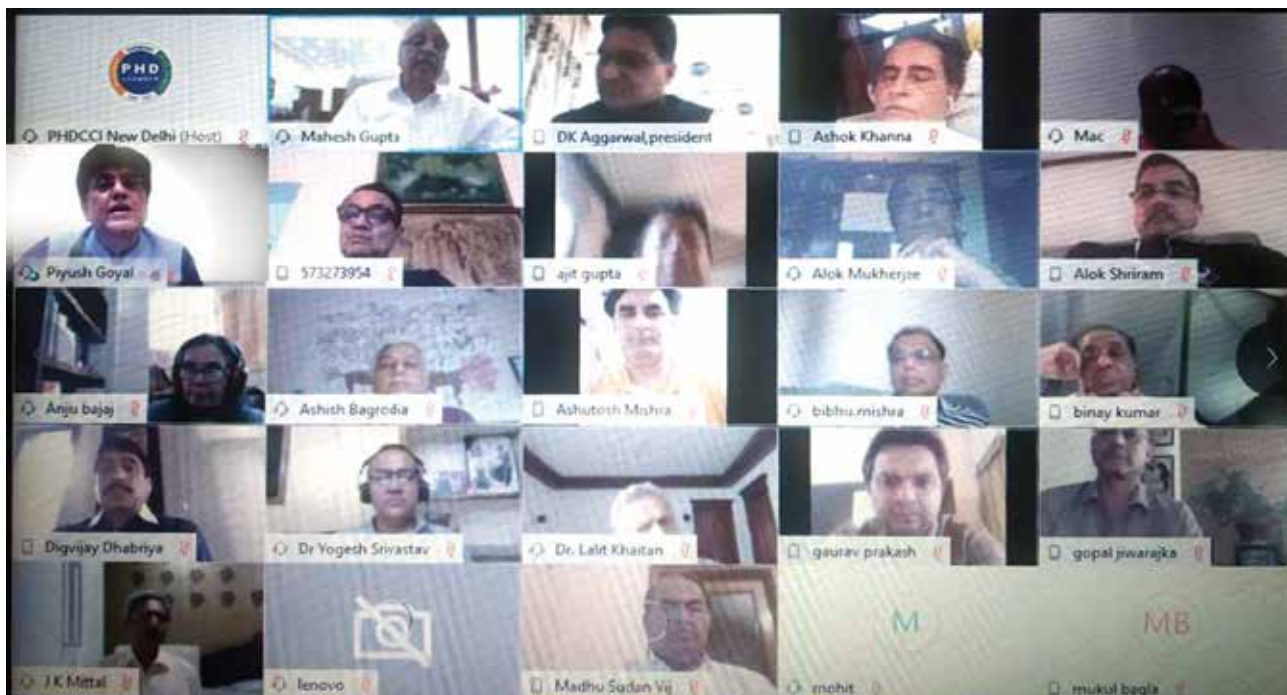 PHD
CHAMBER
PHDCCI New Delhi (Host)
Mahesh Gupta
DK Aggarwal,president
Ashok Khanna
Mac
Piyush Goyal
573273954
ajit gupta
Alok Mukherjee
Alok Shriram
Anju bajaj
Ashish Bagrodia
Ashutosh Mishra
bibhu.mishra
binay kumar
Digvijay Dhabriya
Dr Yogesh Srivastav
Dr. Lalit Khaitan
gaurav prakash
gopal jiwarajka
J K Mittal
lenovo
Madhu Sudan Vij
M
mohit
MB
mukul bagla